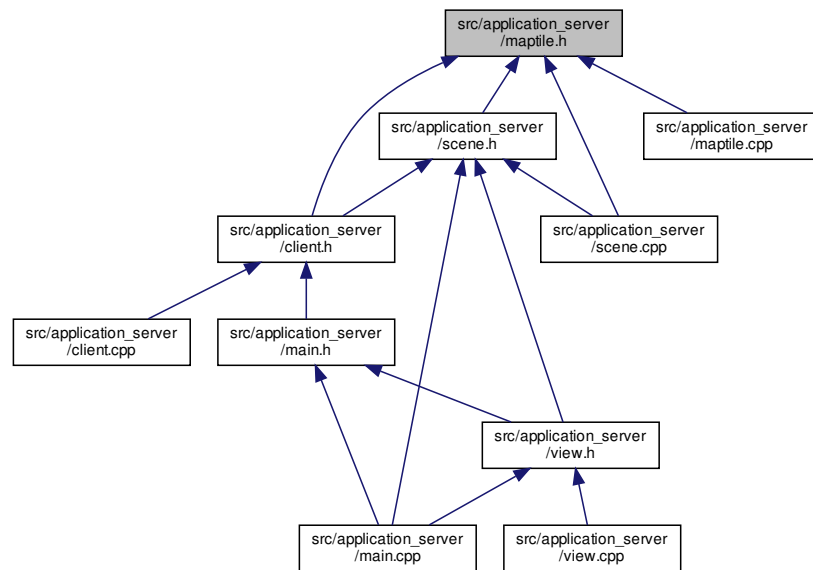 src/application_server
/maptile.h
src/application_server
/scene.h
src/application_server
/maptile.cpp
src/application_server
/client.h
src/application_server
/scene.cpp
src/application_server
/client.cpp
src/application_server
/main.h
src/application_server
/view.h
src/application_server
/main.cpp
src/application_server
/view.cpp